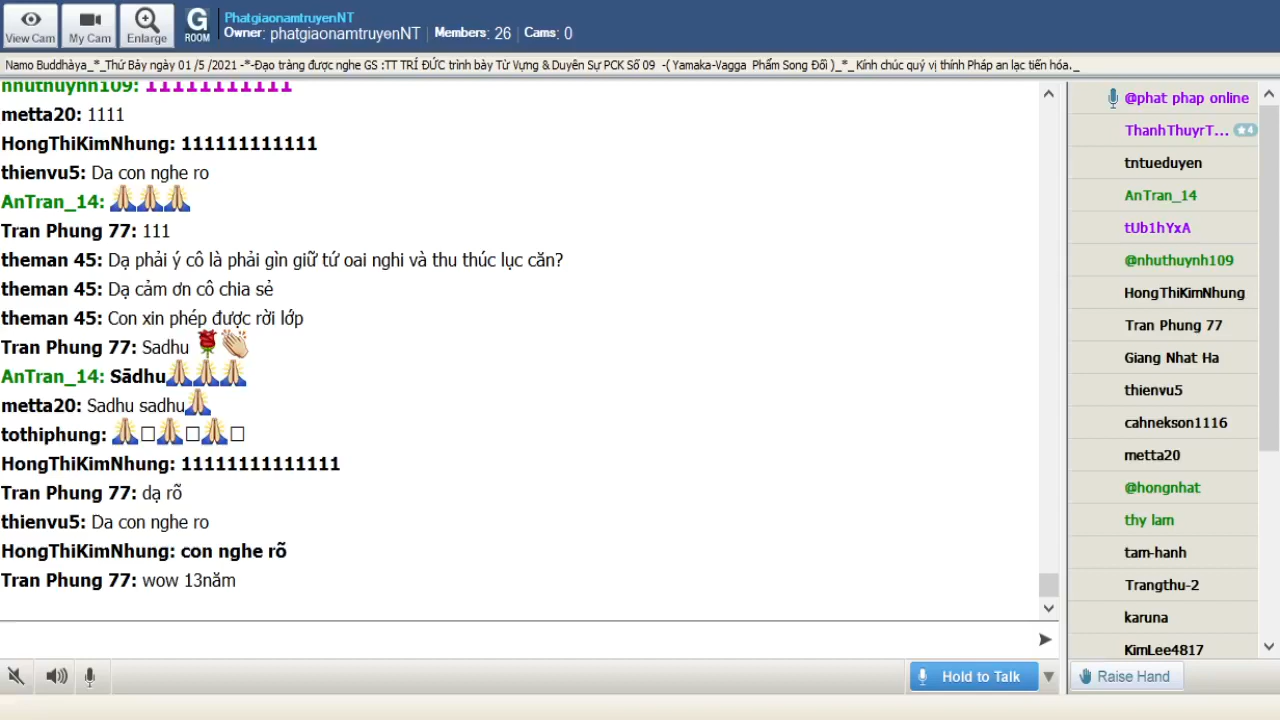 View Cam
My Cam
Enlarge
G
ROOM
PhatgiaonamtruyenNT
Owner: phatgiaonamtruyenNT | Members: 26 | Cams: 0
Namo Buddhàya_*_Thứ Bảy ngày 01 /5 /2021 -*-Đạo tràng được nghe GS :TT TRÍ ĐỨC trình bày Từ Vựng & Duyên Sự PCK Số 09 -( Yamaka-Vagga Phẩm Song Đối )_*_ Kính chúc quý vị thính Pháp an lạc tiến hóa._
nhuthuynh109: 11111111111
metta20: 1111
HongThiKimNhung: 111111111111
thienvu5: Da con nghe ro
AnTran_14: 🙏🙏🙏
Tran Phung 77: 111
theman 45: Dạ phải ý cô là phải gìn giữ tứ oai nghi và thu thúc lục căn?
theman 45: Dạ cảm ơn cô chia sẻ
theman 45: Con xin phép được rời lớp
Tran Phung 77: Sadhu 🌹👏
AnTran_14: Sādhu🙏🙏🙏
metta20: Sadhu sadhu🙏
tothiphung: 🙏□🙏□🙏□
HongThiKimNhung: 11111111111111
Tran Phung 77: dạ rõ
thienvu5: Da con nghe ro
HongThiKimNhung: con nghe rõ
Tran Phung 77: wow 13năm
Hold to Talk
@phat phap online
ThanhThuyrT... ★4
tntueduyen
AnTran_14
tUb1hYxA
@nhuthuynh109
HongThiKimNhung
Tran Phung 77
Giang Nhat Ha
thienvu5
cahnekson1116
metta20
@hongnhat
thy lam
tam-hanh
Trangthu-2
karuna
KimLee4817
Raise Hand